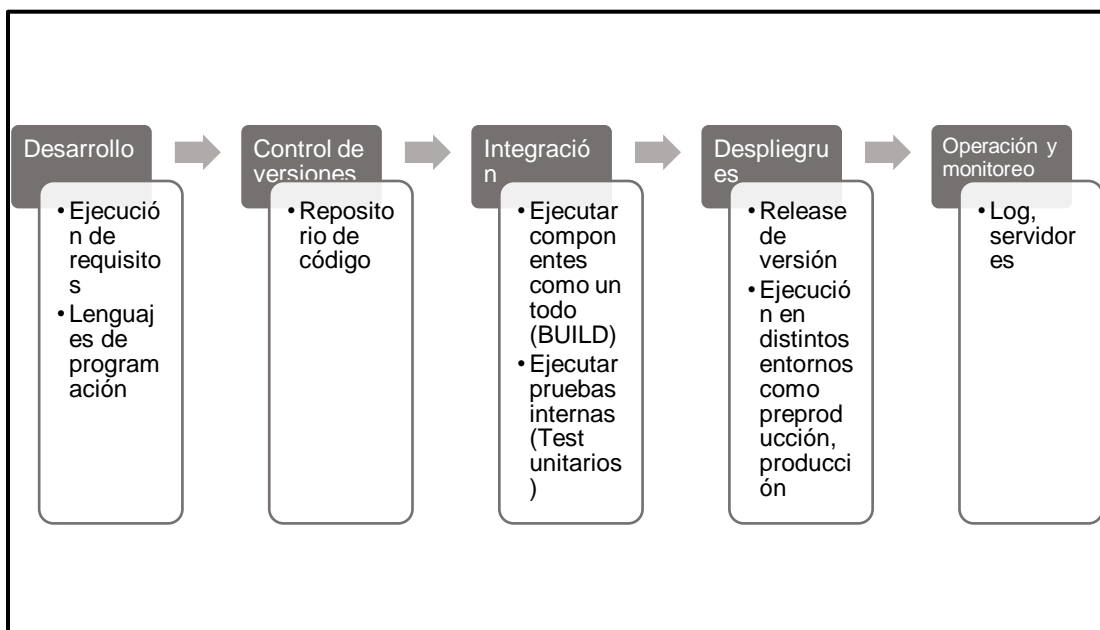 Desarrollo
• Ejecució
n de
requisito
s
• Lenguaj
es de
program
ación
Control de
versiones
• Reposito
rio de
código
Integració
n
• Ejecutar
compon
entes
como un
todo
(BUILD)
• Ejecutar
pruebas
internas
(Test
unitarios
)
Despliegru
es
• Release
de
versión
• Ejecució
n en
distintos
entornos
como
preprod
ucción,
producci
ón
Operación y
monitoreo
• Log,
servidor
es